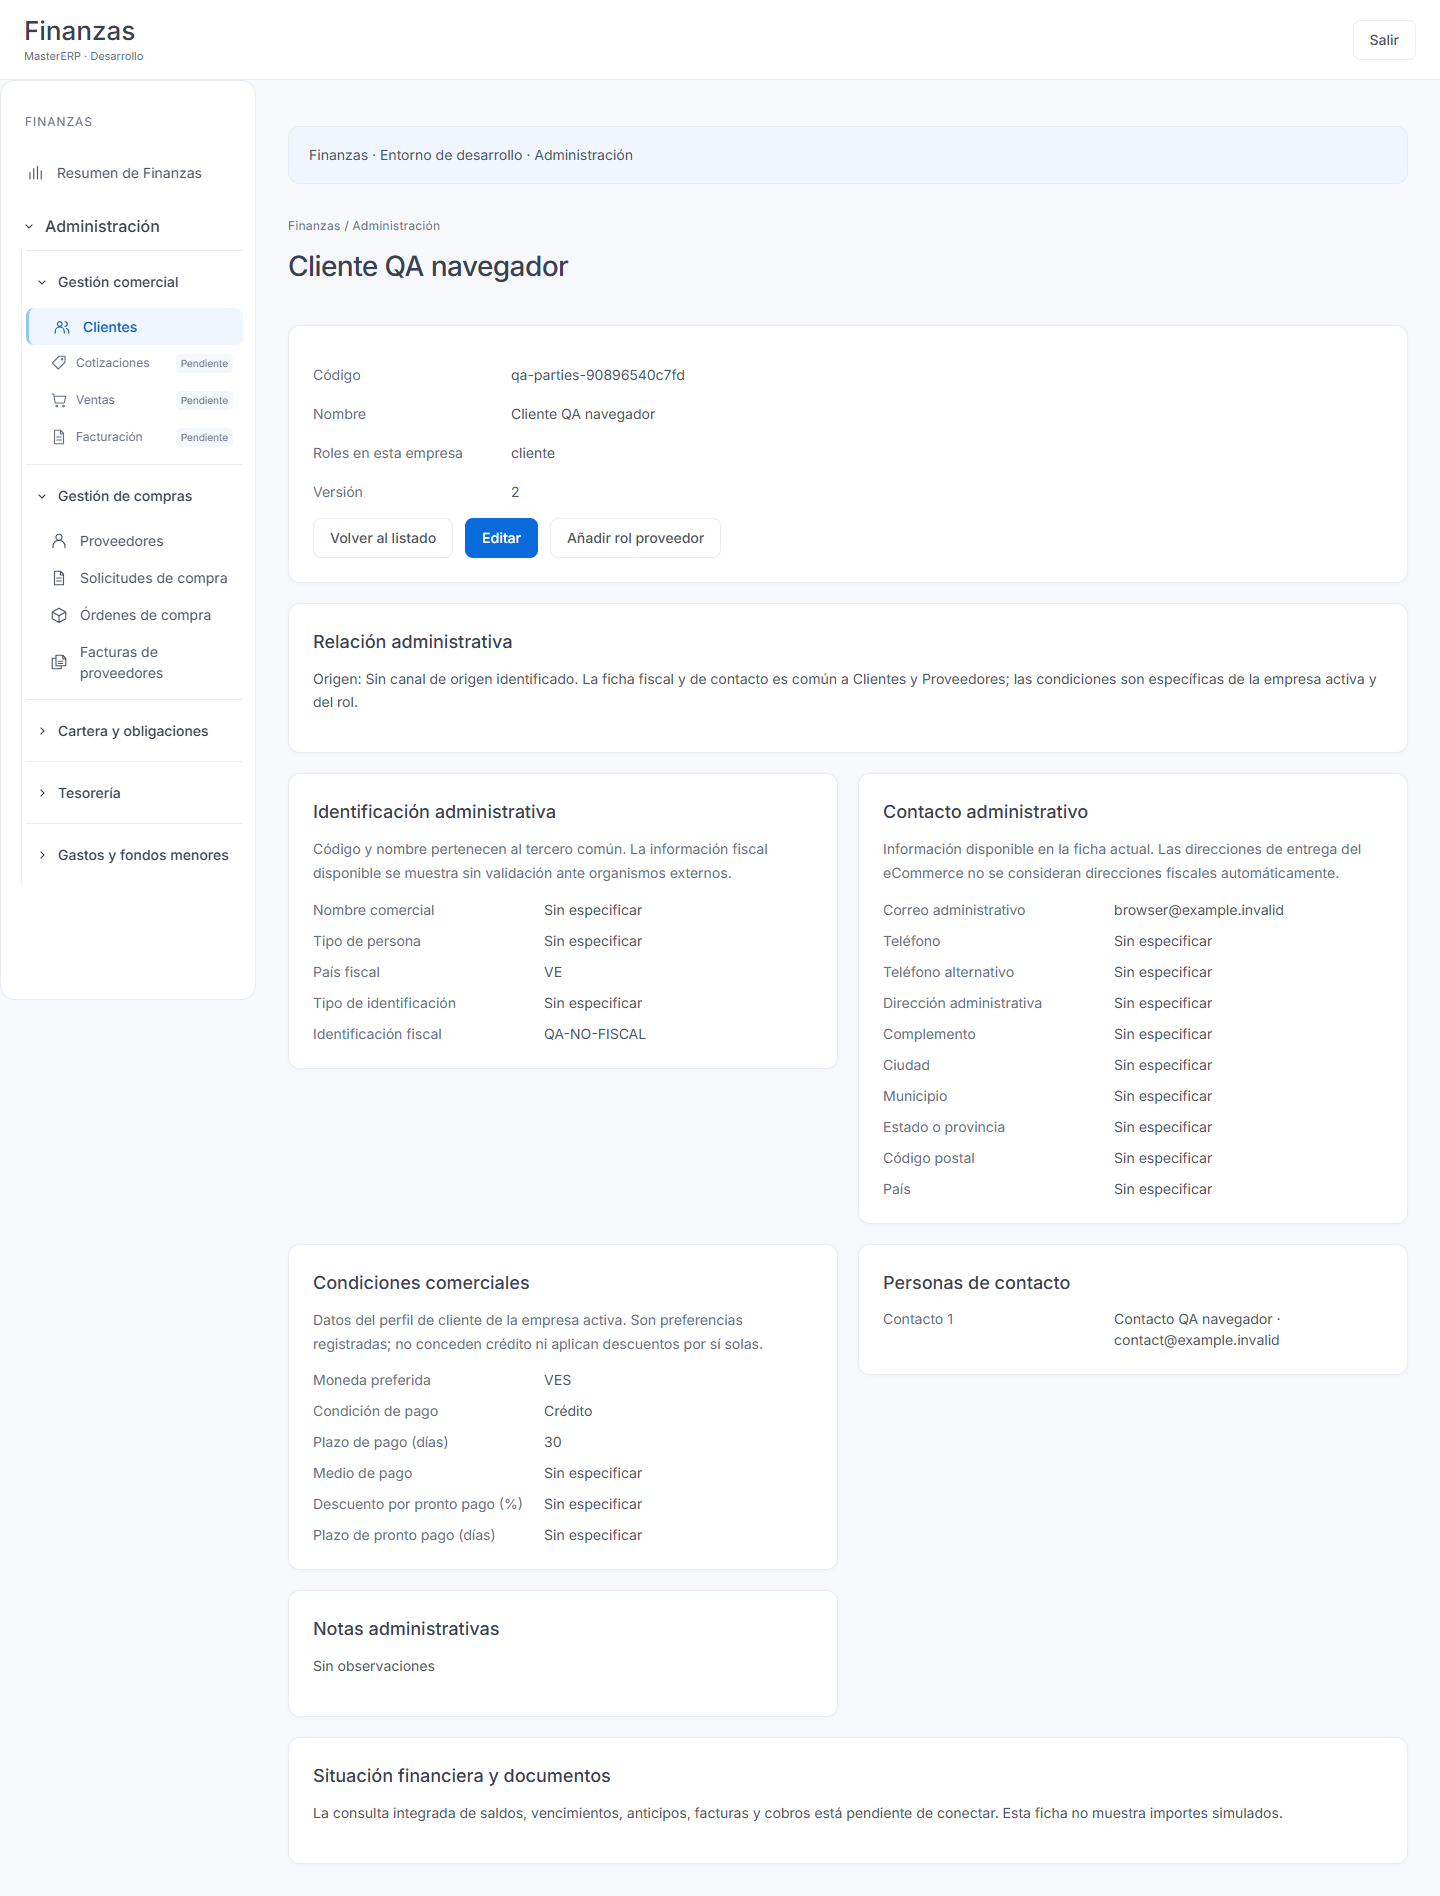 Finanzas
MasterERP · Desarrollo
Salir
FINANZAS
Resumen de Finanzas
Administración
Gestión comercial
Clientes
Cotizaciones Pendiente
Ventas Pendiente
Facturación Pendiente
Gestión de compras
Proveedores
Solicitudes de compra
Órdenes de compra
Facturas de
proveedores
Cartera y obligaciones
Tesorería
Gastos y fondos menores
Finanzas · Entorno de desarrollo · Administración
Finanzas / Administración
Cliente QA navegador
Código qa-parties-90896540c7fd
Nombre Cliente QA navegador
Roles en esta empresa cliente
Versión 2
Volver al listado Editar Añadir rol proveedor
Relación administrativa
Origen: Sin canal de origen identificado. La ficha fiscal y de contacto es común a Clientes y Proveedores; las condiciones son específicas de la empresa activa y
del rol.
Identificación administrativa
Código y nombre pertenecen al tercero común. La información fiscal
disponible se muestra sin validación ante organismos externos.
Nombre comercial Sin especificar
Tipo de persona Sin especificar
País fiscal VE
Tipo de identificación Sin especificar
Identificación fiscal QA-NO-FISCAL
Contacto administrativo
Información disponible en la ficha actual. Las direcciones de entrega del
eCommerce no se consideran direcciones fiscales automáticamente.
Correo administrativo browser@example.invalid
Teléfono Sin especificar
Teléfono alternativo Sin especificar
Dirección administrativa Sin especificar
Complemento Sin especificar
Ciudad Sin especificar
Municipio Sin especificar
Estado o provincia Sin especificar
Código postal Sin especificar
País Sin especificar
Condiciones comerciales
Datos del perfil de cliente de la empresa activa. Son preferencias
registradas; no conceden crédito ni aplican descuentos por sí solas.
Moneda preferida VES
Condición de pago Crédito
Plazo de pago (días) 30
Medio de pago Sin especificar
Descuento por pronto pago (%) Sin especificar
Plazo de pronto pago (días) Sin especificar
Personas de contacto
Contacto 1 Contacto QA navegador ·
contact@example.invalid
Notas administrativas
Sin observaciones
Situación financiera y documentos
La consulta integrada de saldos, vencimientos, anticipos, facturas y cobros está pendiente de conectar. Esta ficha no muestra importes simulados.